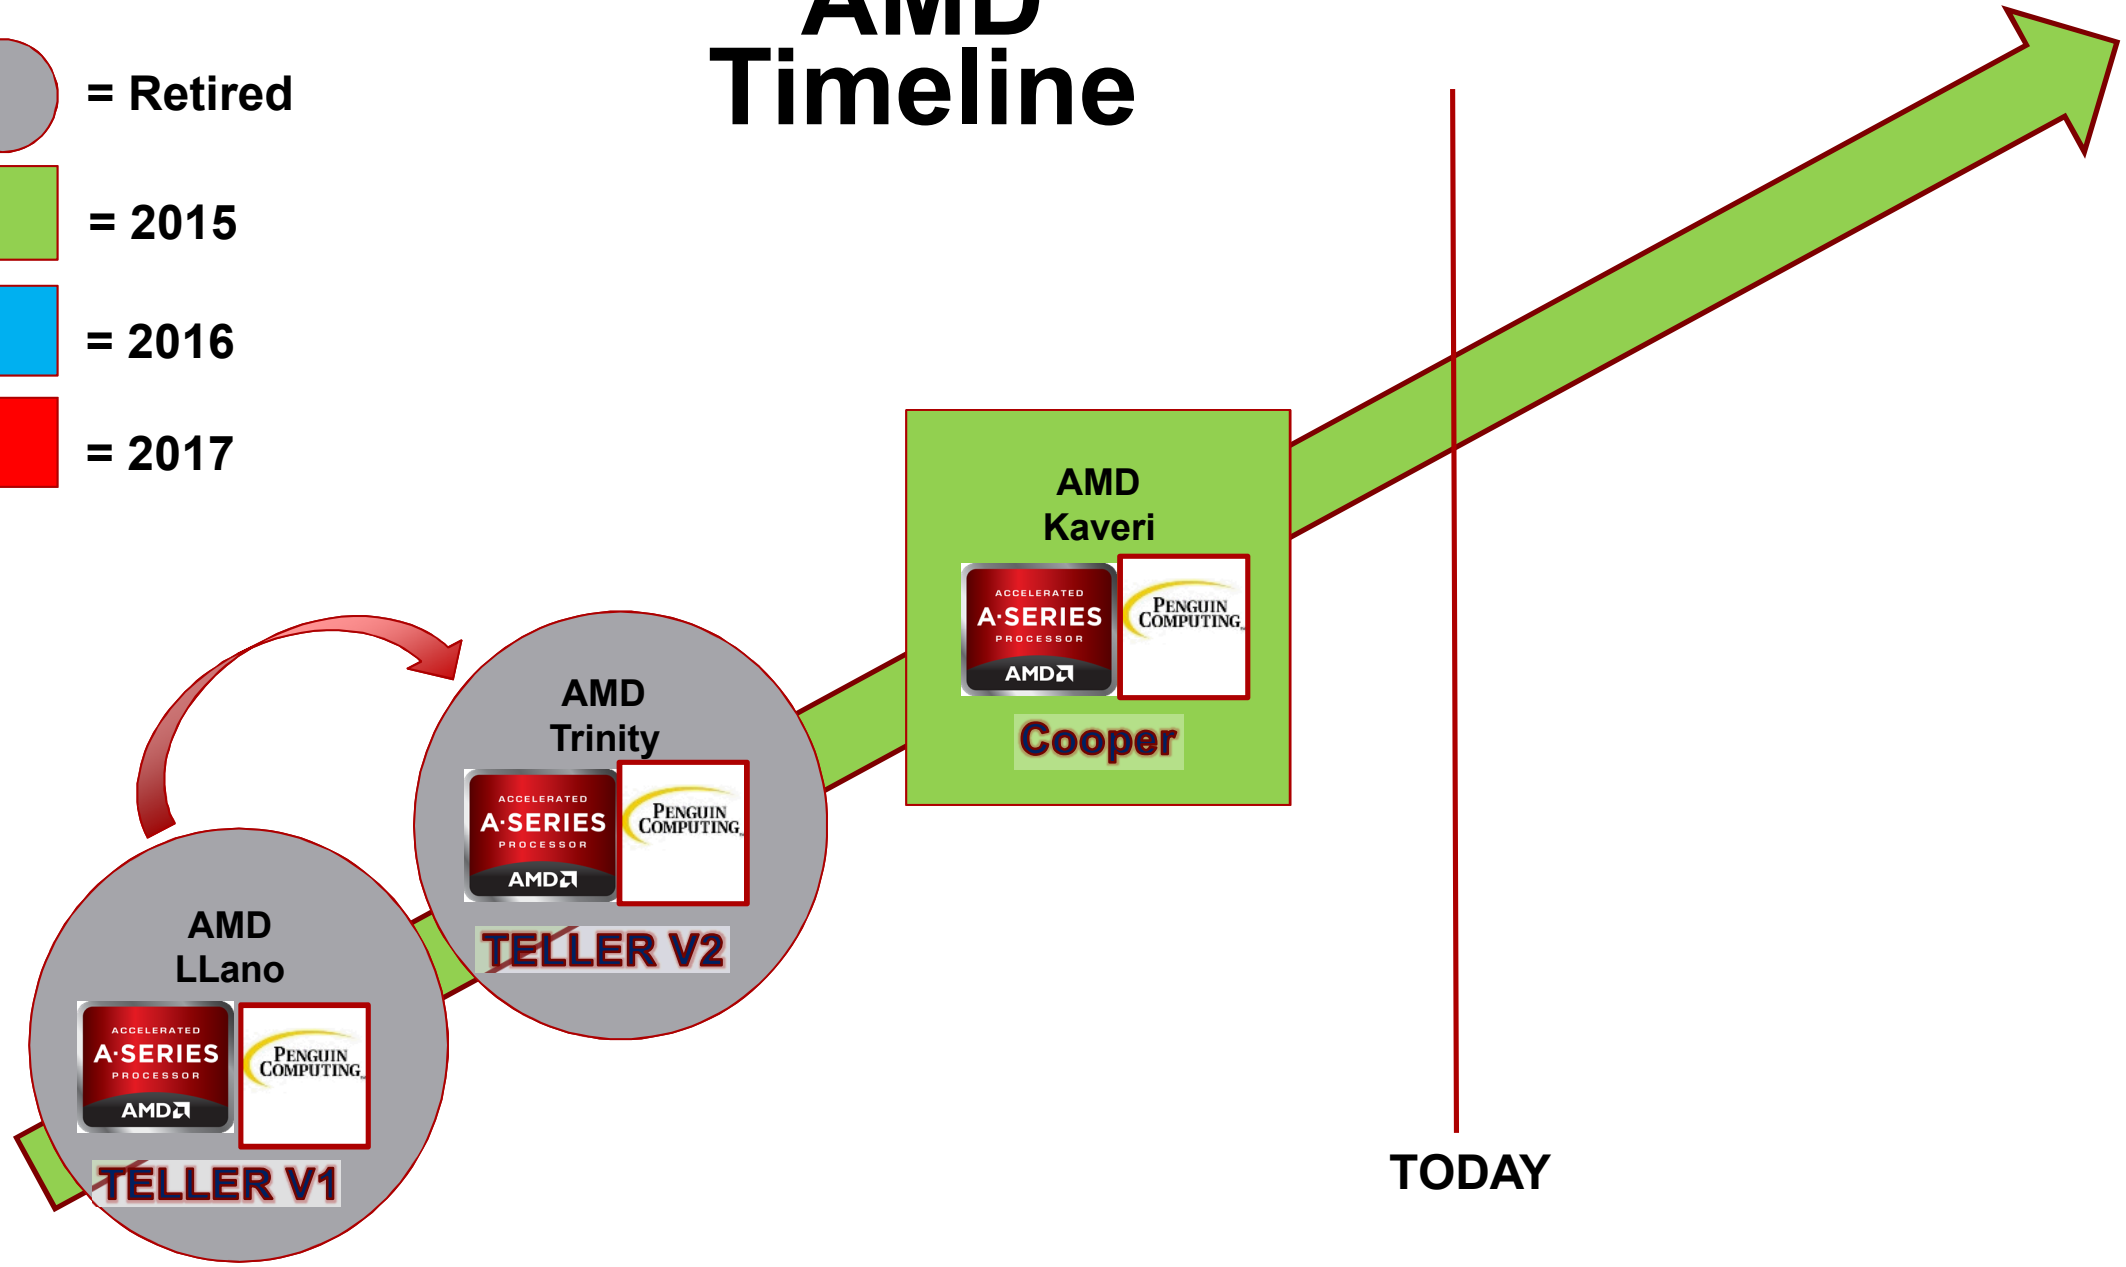 AMD
Timeline
= Retired
= 2015
= 2016
= 2017
AMD
Kaveri
ACCELERATED
A·SERIES
PROCESSOR
AMD
PENGUIN
COMPUTING
Cooper
AMD
Trinity
ACCELERATED
A·SERIES
PROCESSOR
AMD
PENGUIN
COMPUTING
TELLER V2
AMD
LLano
ACCELERATED
A·SERIES
PROCESSOR
AMD
PENGUIN
COMPUTING
TELLER V1
TODAY